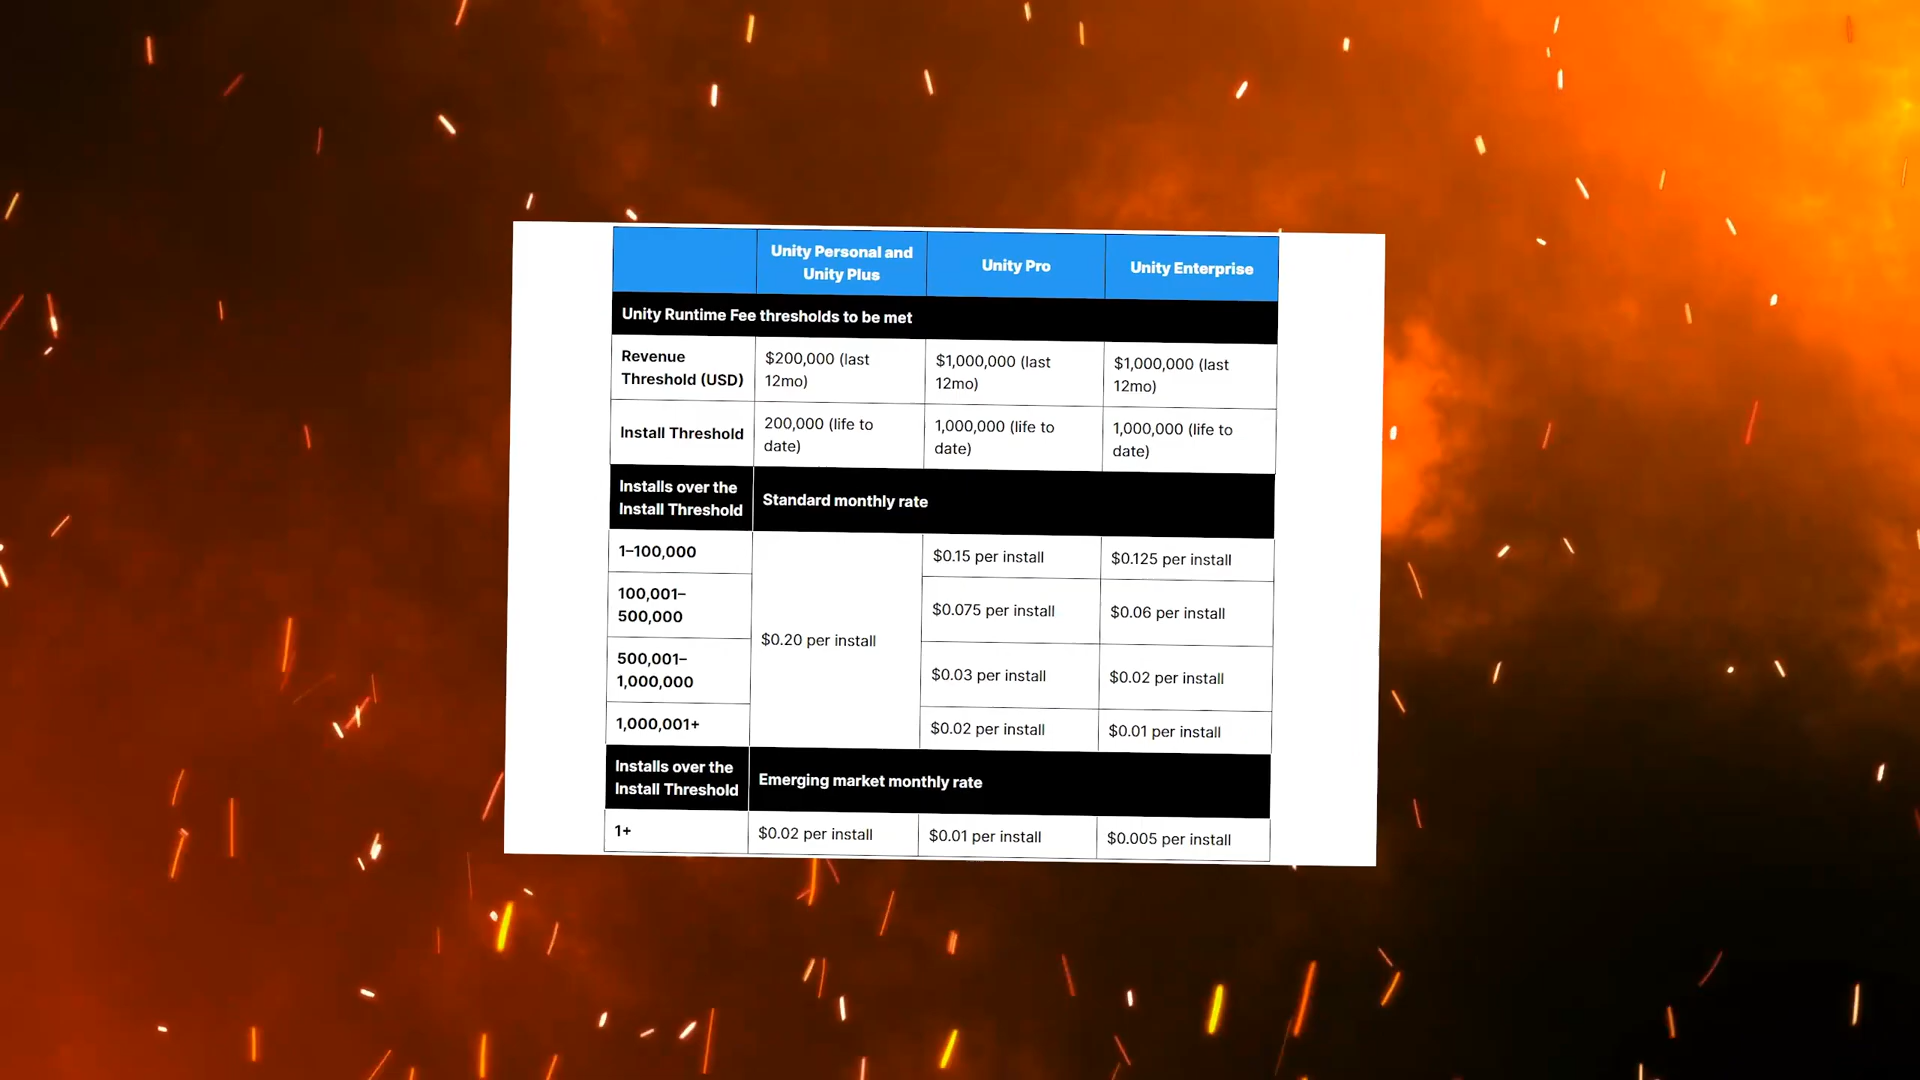 Unity Personal and
Unity Plus
Unity Pro
Unity Enterprise
Unity Runtime Fee thresholds to be met
Revenue
Threshold (USD)
$200,000 (last
12mo)
$1,000,000 (last
12mo)
$1,000,000 (last
12mo)
Install Threshold
200,000 (life to
date)
1,000,000 (life to
date)
1,000,000 (life to
date)
Installs over the
Install Threshold
Standard monthly rate
1–100,000
$0.20 per install
$0.15 per install
$0.125 per install
100,001–
500,000
$0.075 per install
$0.06 per install
500,001–
1,000,000
$0.03 per install
$0.02 per install
1,000,001+
$0.02 per install
$0.01 per install
Installs over the
Install Threshold
Emerging market monthly rate
1+
$0.02 per install
$0.01 per install
$0.005 per install